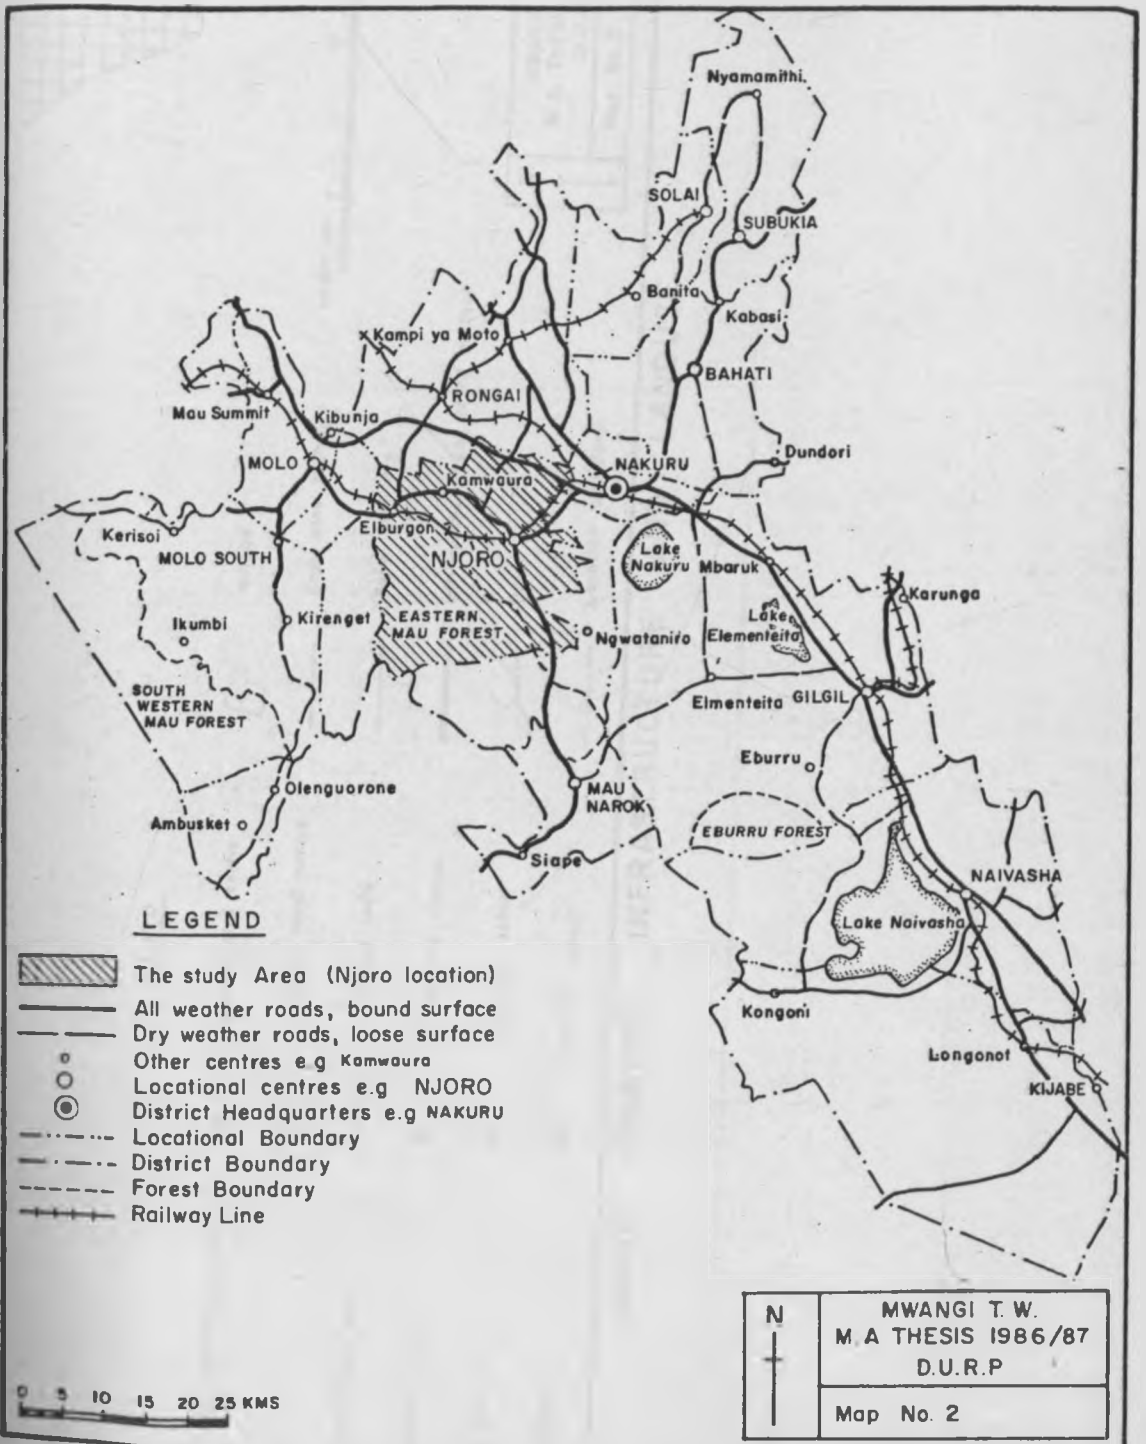 Nyamamithi.
SOLAI
SUBUKIA
Banita
Kabasi
Kampi ya Moto
BAHATI
RONGAI
Mau Summit
Kibunja
MOLO
NAKURU
Dundori
Kamwaura
Kerisoi
Elburgon
MOLO SOUTH
NJORO
Lake
Nakuru
Mbaruk
Karunga
Ikumbi
Kirenget
EASTERN
MAU FOREST
Ngwataniro
Lake
Elementeita
SOUTH
WESTERN
MAU FOREST
Elmenteita
GILGIL
Eburru
Olenguorone
MAU
NAROK
Ambusket
EBURRU FOREST
Siape
NAIVASHA
Lake Naivasha
Kongoni
Longonot
KIJABE
LEGEND
The study Area (Njoro location)
All weather roads, bound surface
Dry weather roads, loose surface
Other centres e.g Kamwaura
Locational centres e.g NJORO
District Headquarters e.g NAKURU
Locational Boundary
District Boundary
Forest Boundary
Railway Line
0 5 10 15 20 25 KMS
N
MWANGI T. W.
M.A THESIS 1986/87
D.U.R.P
Map No. 2